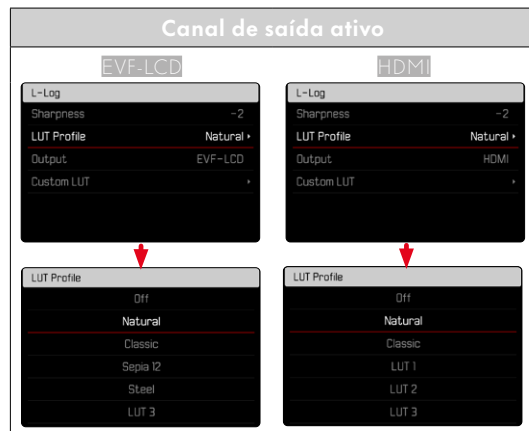 Canal de saída ativo
EVF-LCD
L-Log
Sharpness -2
LUT Profile Natural
Output EVF-LCD
Custom LUT
LUT Profile
Off
Natural
Classic
Sepia 12
Steel
LUT 3
HDMI
L-Log
Sharpness -2
LUT Profile Natural
Output HDMI
Custom LUT
LUT Profile
Off
Natural
Classic
LUT 1
LUT 2
LUT 3